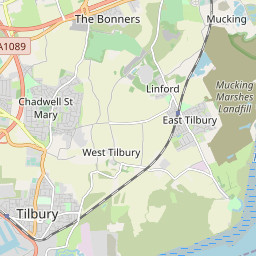 The Bonners
Mucking
A1089
Linford
Mucking
Marshes
Landfill
Chadwell St
Mary
East Tilbury
West Tilbury
Tilbury